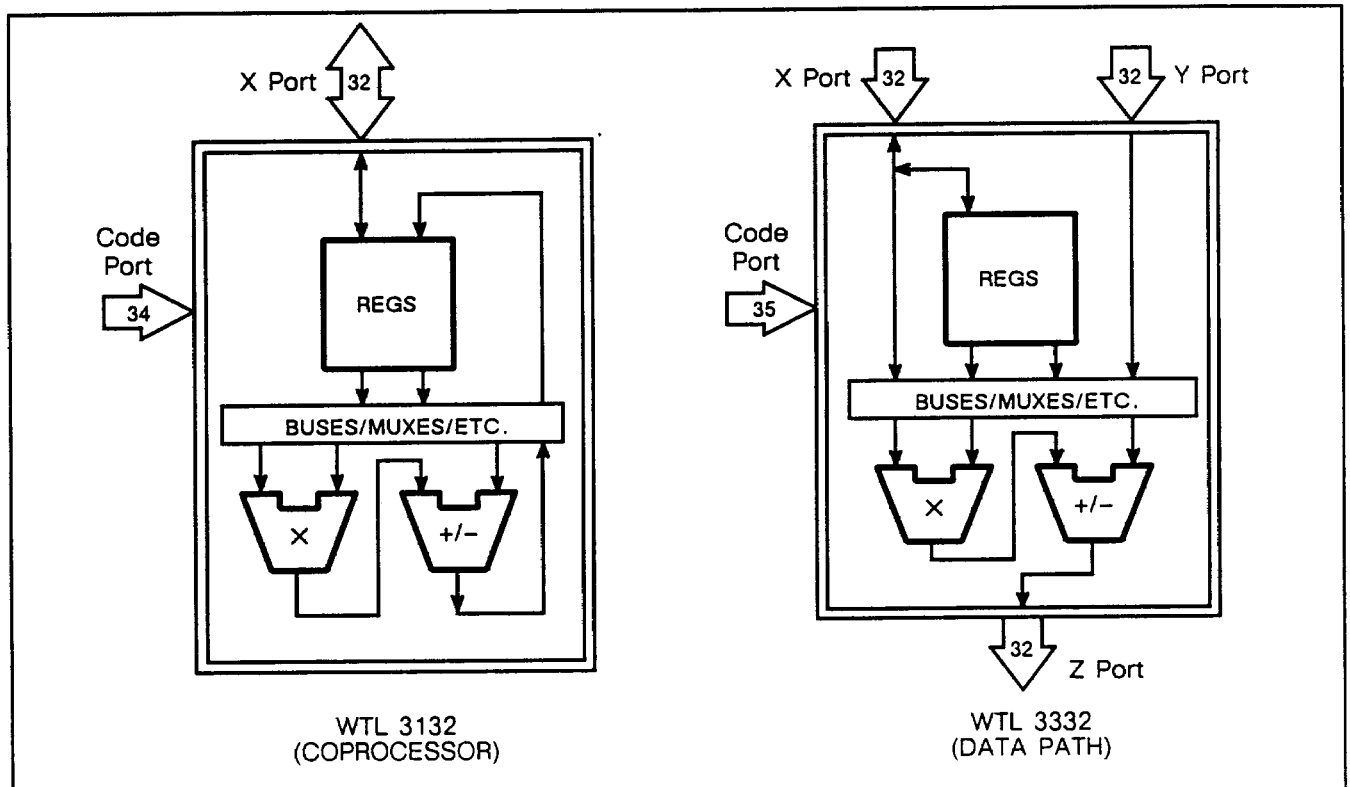 X Port
32
Code
Port
34
REGS
BUSES/MUXES/ETC.
×
+/-
WTL 3132
(COPROCESSOR)
X Port
32
32
Y Port
Code
Port
35
REGS
BUSES/MUXES/ETC.
×
+/-
32
Z Port
WTL 3332
(DATA PATH)